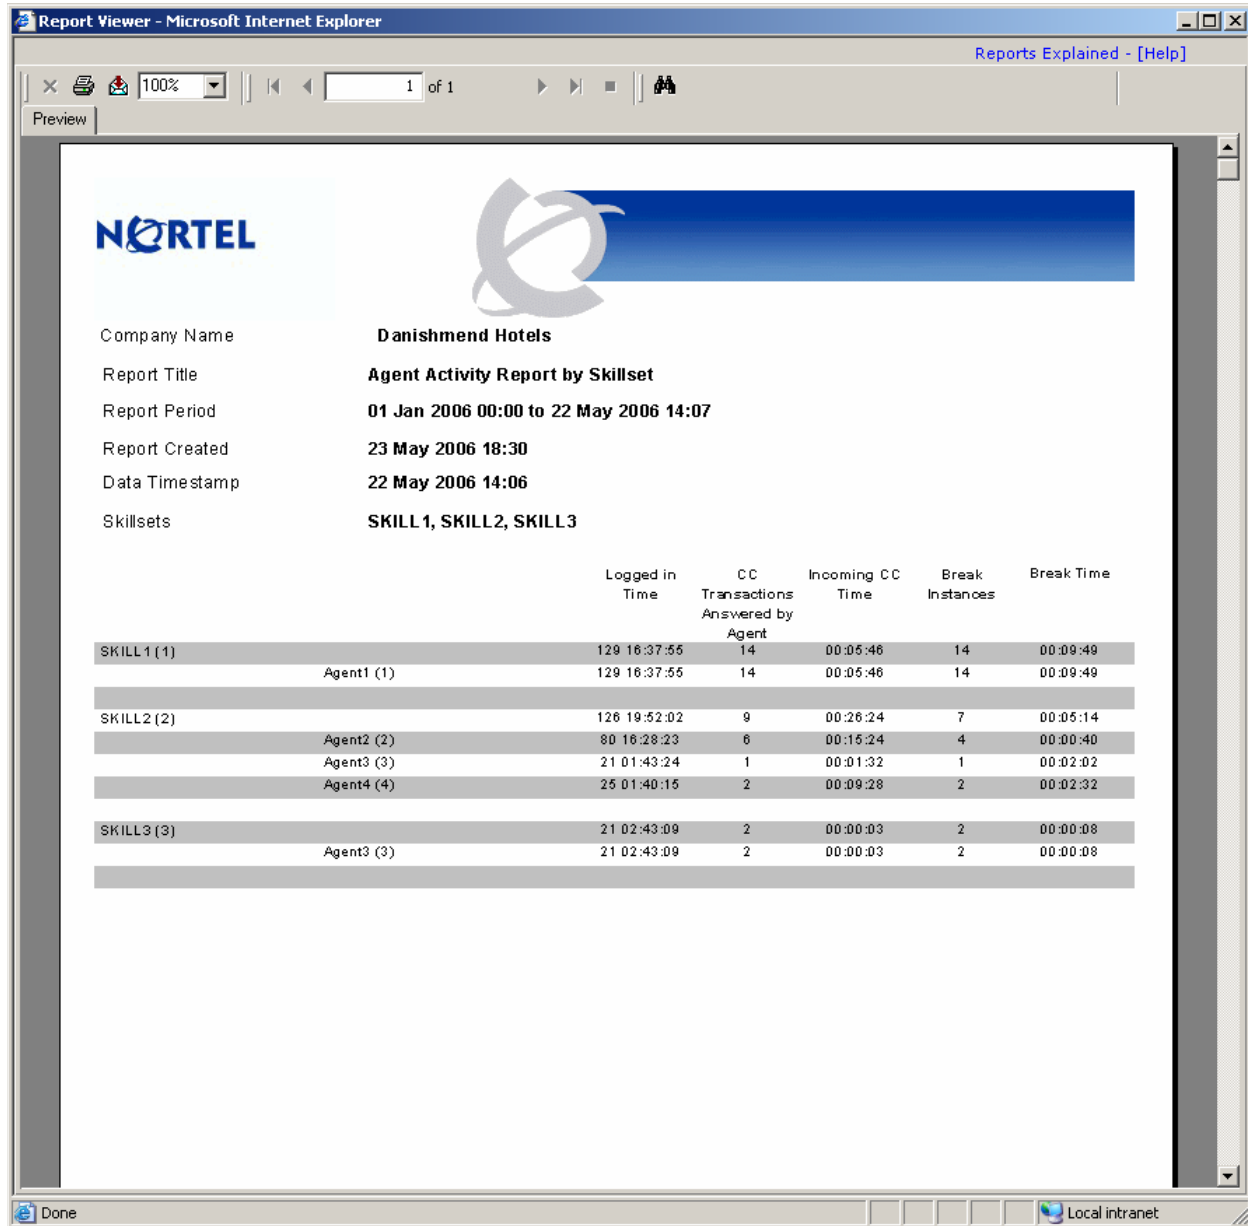 Report Viewer - Microsoft Internet Explorer
Reports Explained - [Help]
100%
1 of 1
Preview
NORTEL
Company Name Danishmend Hotels
Report Title Agent Activity Report by Skillset
Report Period 01 Jan 2006 00:00 to 22 May 2006 14:07
Report Created 23 May 2006 18:30
Data Timestamp 22 May 2006 14:06
Skillsets SKILL1, SKILL2, SKILL3
Logged in CC Incoming CC Break Break Time
Time Transactions Time Instances
Answered by
Agent
SKILL1 (1) 129 16:37:55 14 00:05:46 14 00:09:49
Agent1 (1) 129 16:37:55 14 00:05:46 14 00:09:49
SKILL2 (2) 126 19:52:02 9 00:26:24 7 00:05:14
Agent2 (2) 80 16:28:23 6 00:15:24 4 00:00:40
Agent3 (3) 21 01:43:24 1 00:01:32 1 00:02:02
Agent4 (4) 25 01:40:15 2 00:09:28 2 00:02:32
SKILL3 (3) 21 02:43:09 2 00:00:03 2 00:00:08
Agent3 (3) 21 02:43:09 2 00:00:03 2 00:00:08
Done
Local intranet